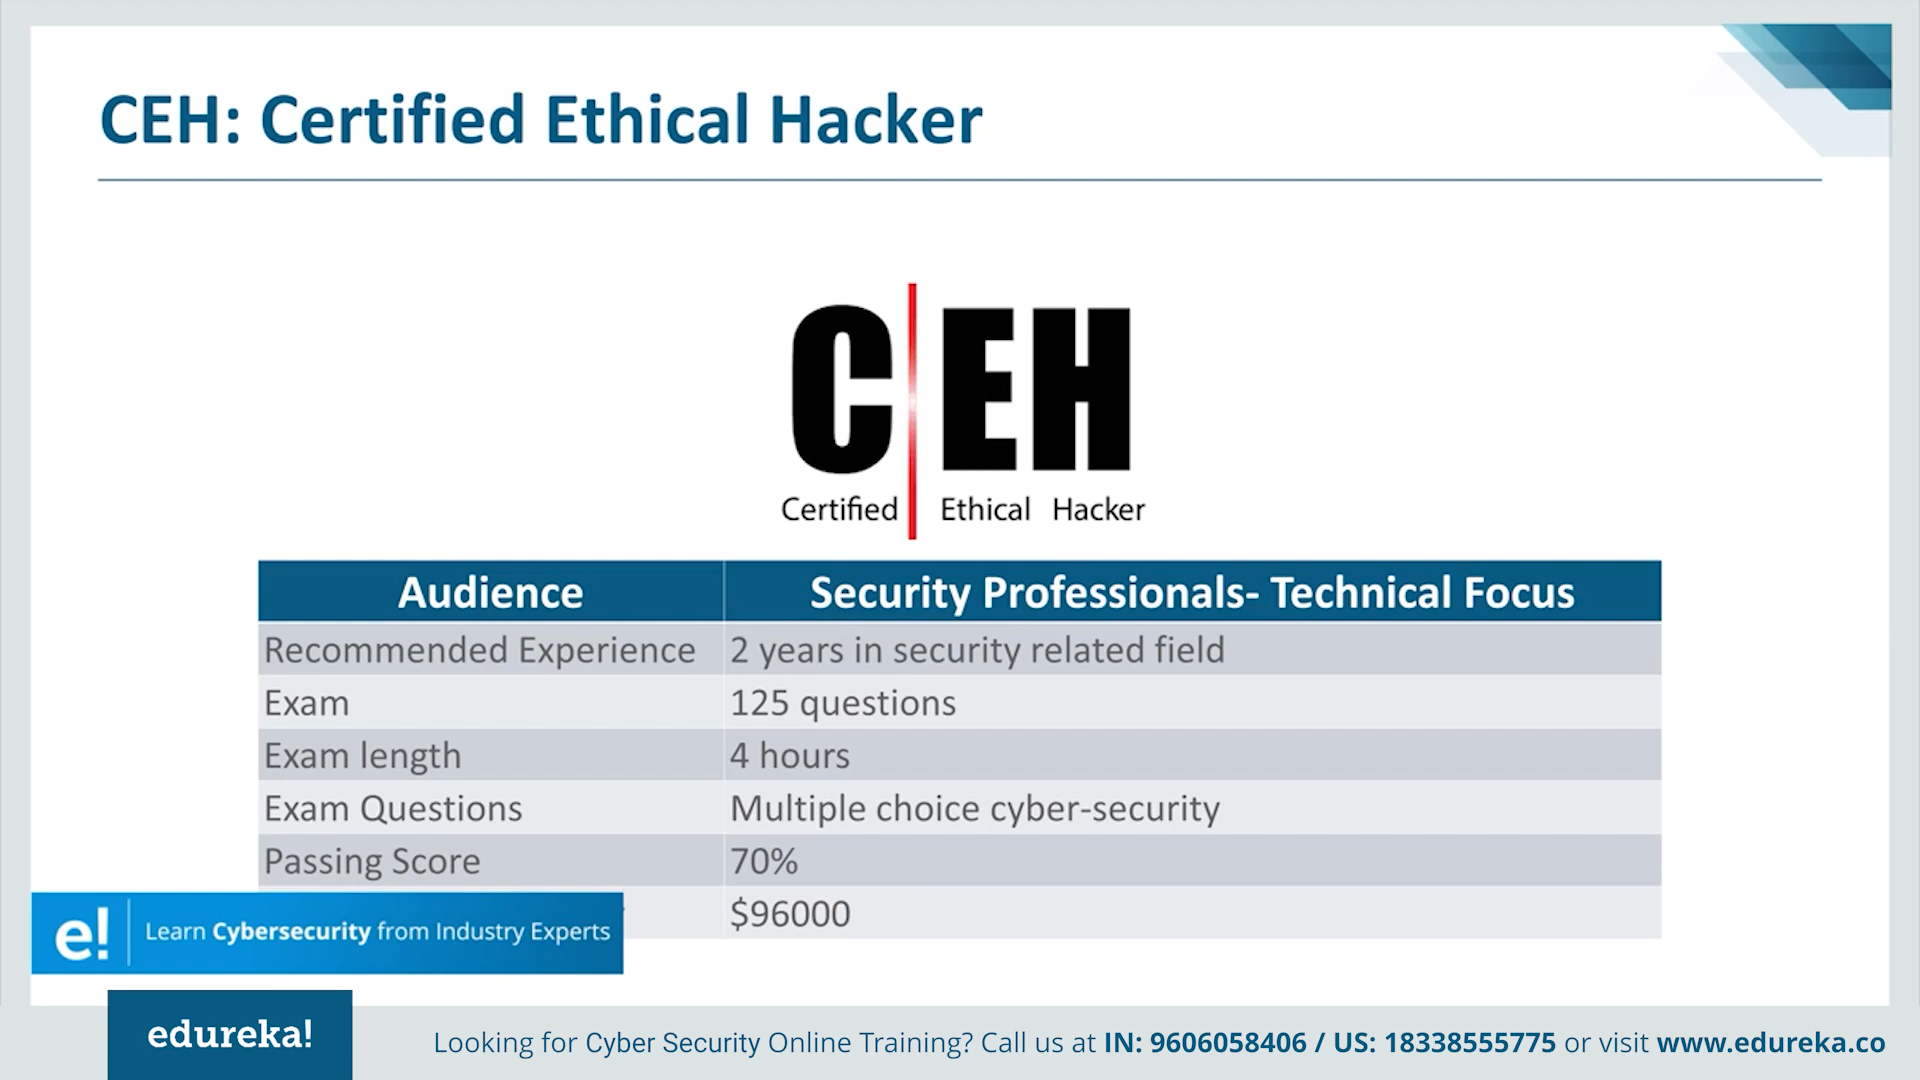 CEH: Certified Ethical Hacker
C EH
Certified Ethical Hacker
Audience Security Professionals- Technical Focus
Recommended Experience 2 years in security related field
Exam 125 questions
Exam length 4 hours
Exam Questions Multiple choice cyber-security
Passing Score 70%
$96000
e! Learn Cybersecurity from Industry Experts
edureka! Looking for Cyber Security Online Training? Call us at IN: 9606058406 / US: 18338555775 or visit www.edureka.co